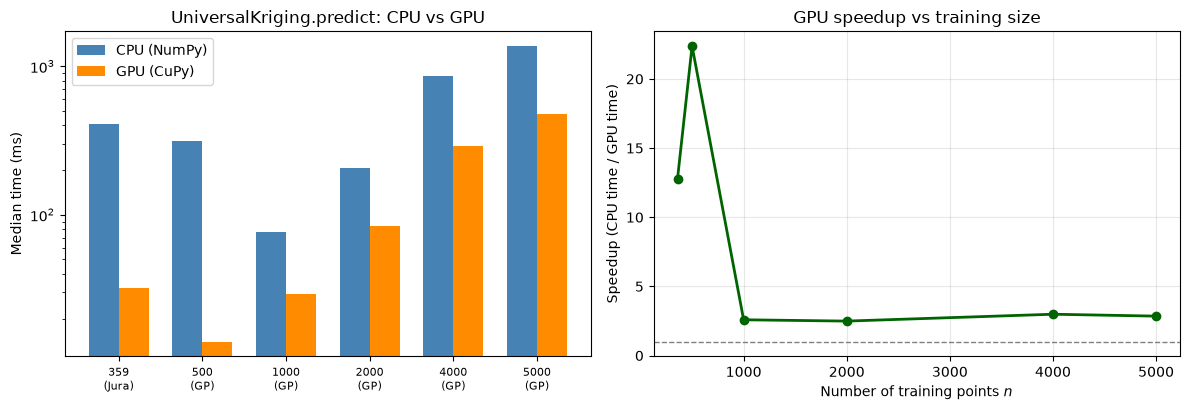 UniversalKriging.predict: CPU vs GPU
CPU (NumPy)
GPU (CuPy)
Median time (ms)
10³
10²
359
(Jura)
500
(GP)
1000
(GP)
2000
(GP)
4000
(GP)
5000
(GP)
GPU speedup vs training size
Speedup (CPU time / GPU time)
20
15
10
5
0
1000
2000
3000
4000
5000
Number of training points n